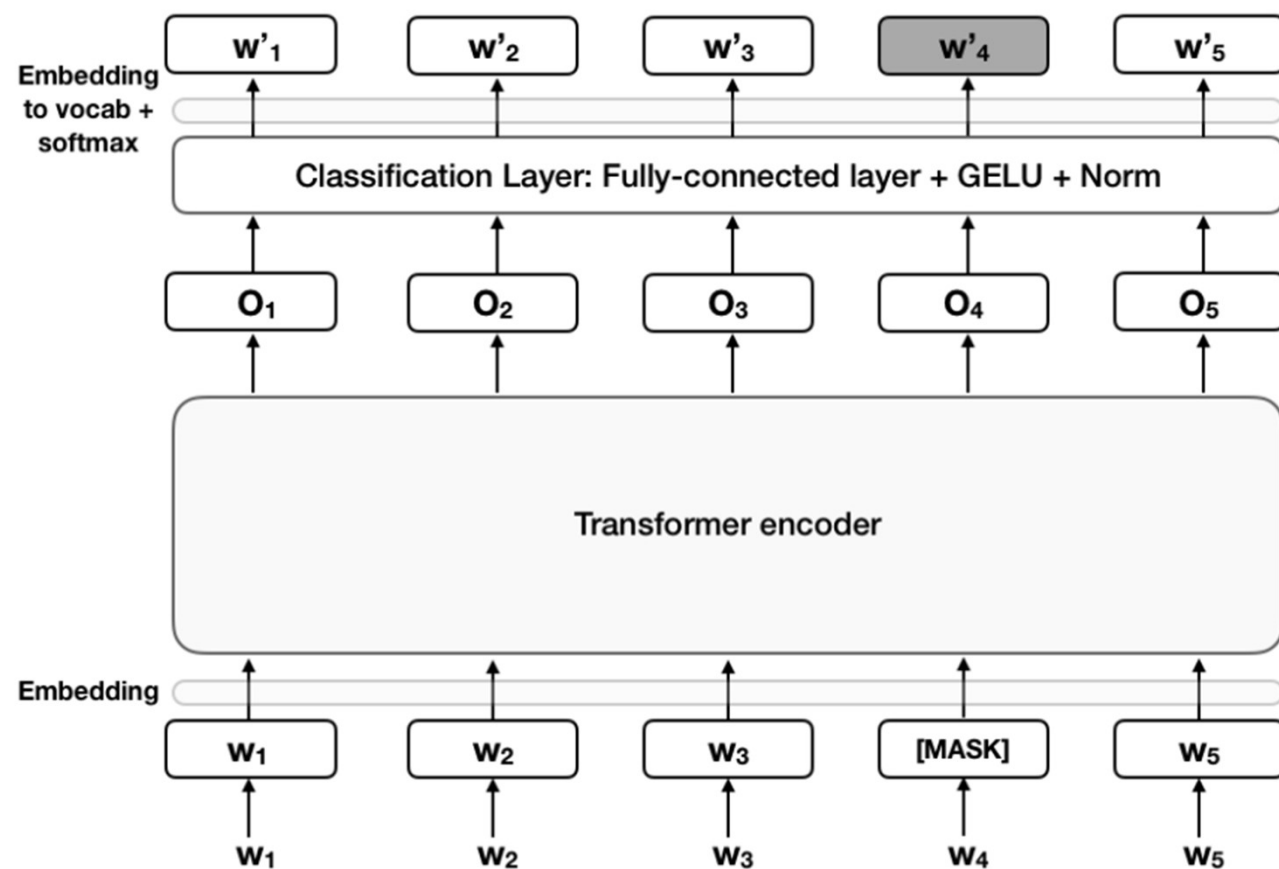 w'1 w'2 w'3 w'4 w'5
Embedding
to vocab +
softmax
Classification Layer: Fully-connected layer + GELU + Norm
O1 O2 O3 O4 O5
Transformer encoder
Embedding
w1 w2 w3 [MASK] w5
w1 w2 w3 w4 w5